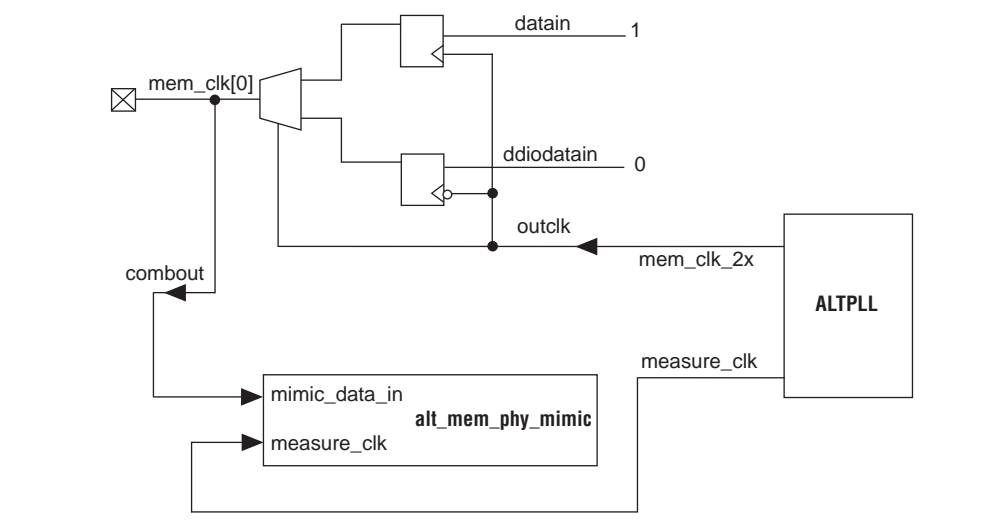 datain
1
mem_clk[0]
ddiodatain
0
outclk
mem_clk_2x
combout
ALTPLL
measure_clk
mimic_data_in
alt_mem_phy_mimic
measure_clk